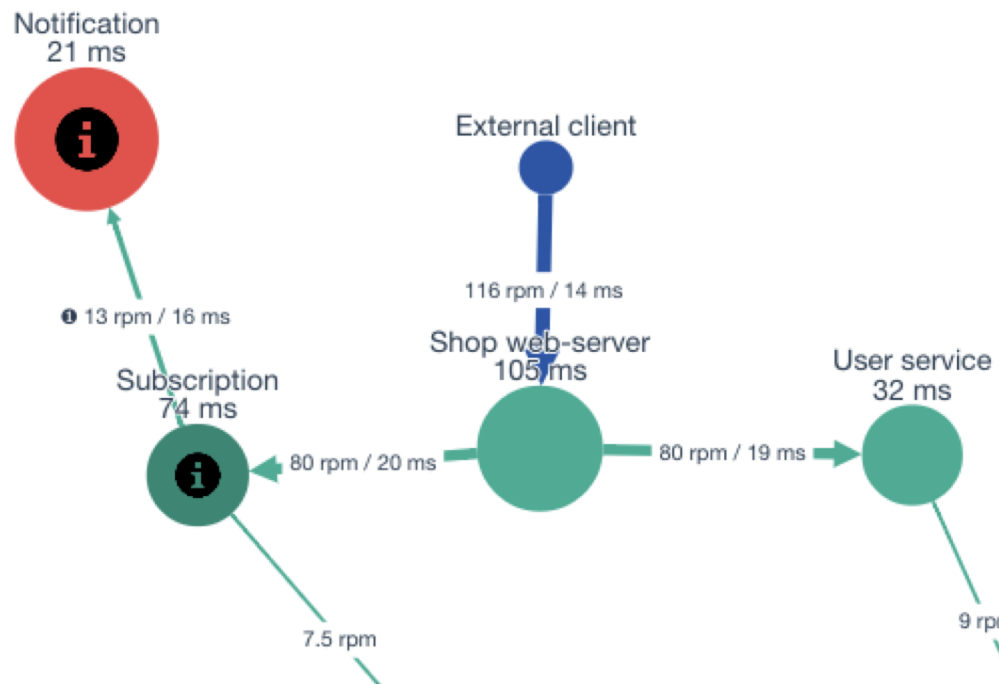 Notification
21 ms
i
External client
116 rpm / 14 ms
i 13 rpm / 16 ms
Shop web-server
105 ms
User service
32 ms
Subscription
74 ms
80 rpm / 20 ms
80 rpm / 19 ms
i
7.5 rpm
9